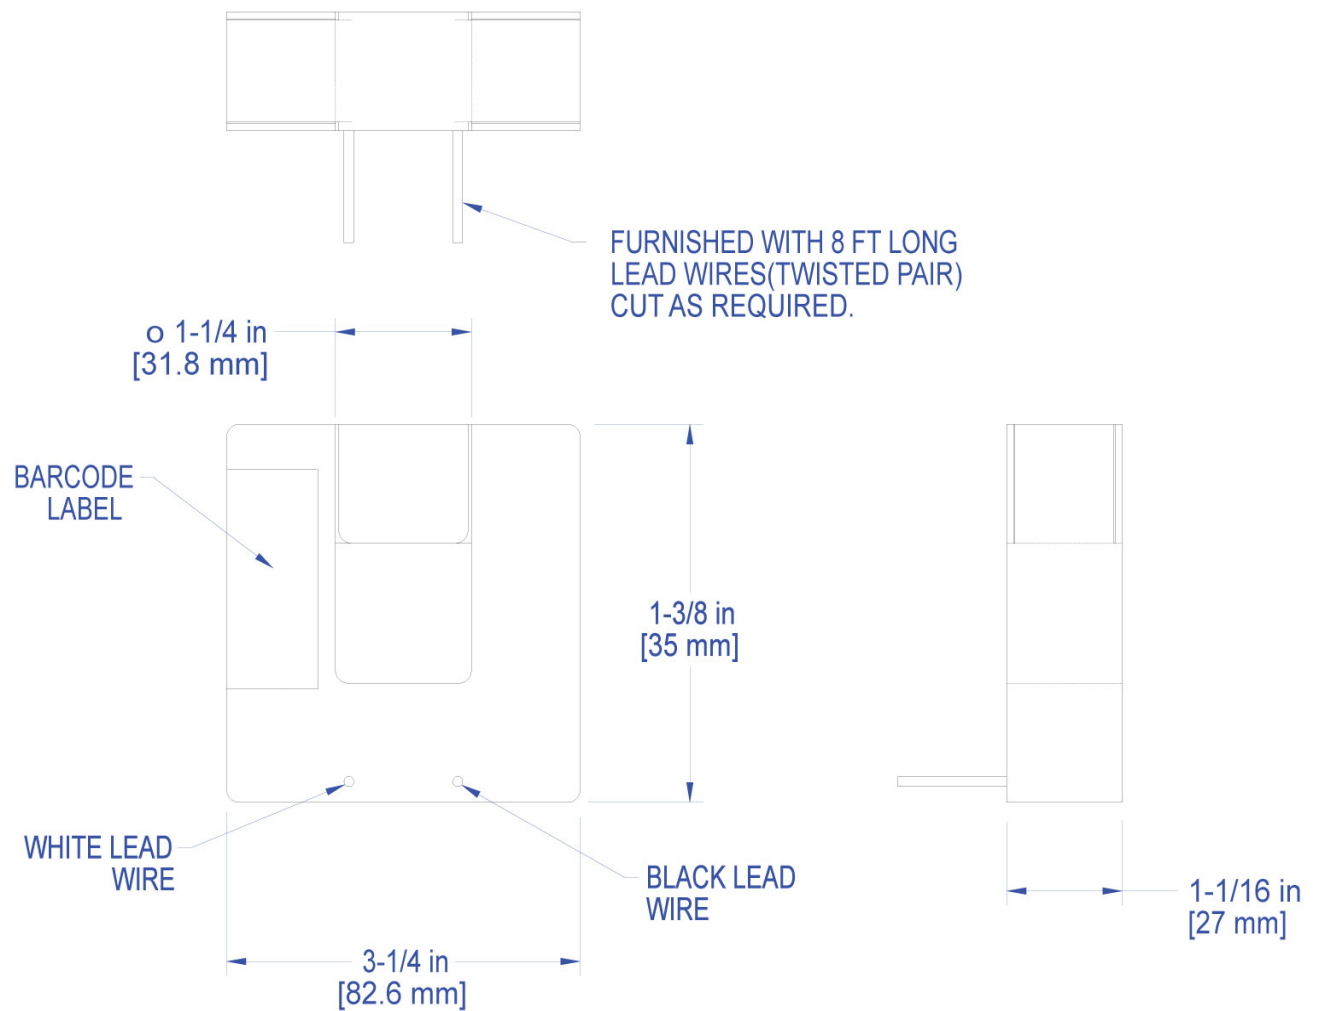 FURNISHED WITH 8 FT LONG
LEAD WIRES(TWISTED PAIR)
CUT AS REQUIRED.
o 1-1/4 in
[31.8 mm]
BARCODE
LABEL
1-3/8 in
[35 mm]
WHITE LEAD
WIRE
BLACK LEAD
WIRE
1-1/16 in
[27 mm]
3-1/4 in
[82.6 mm]